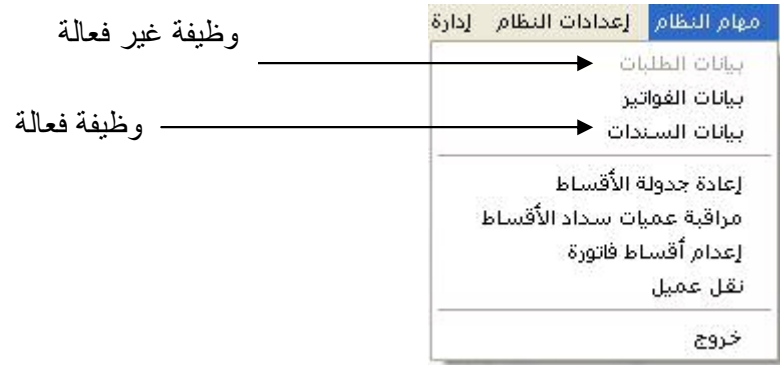 مهام النظام إعدادات النظام إدارة
وظيفة غير فعالة
بيانات الطلبات
بيانات الفواتير
وظيفة فعالة
بيانات السندات
إعادة جدولة الأقساط
مراقبة عميات سداد الأقساط
إعدام أقساط فاتورة
نقل عميل
خروج